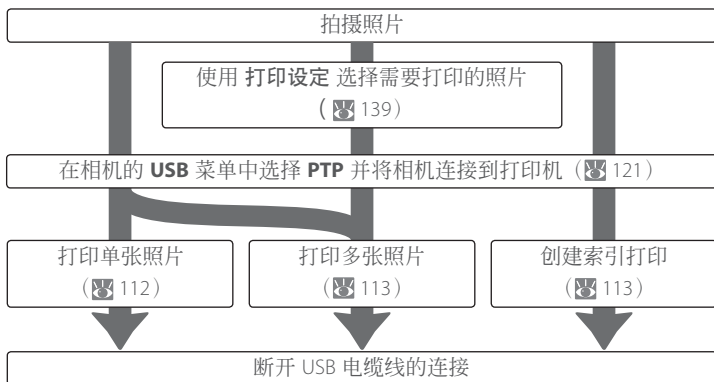 拍摄照片
使用 打印设定 选择需要打印的照片
（139）
在相机的 USB 菜单中选择 PTP 并将相机连接到打印机（121）
打印单张照片
（112）
打印多张照片
（113）
创建索引打印
（113）
断开 USB 电缆线的连接